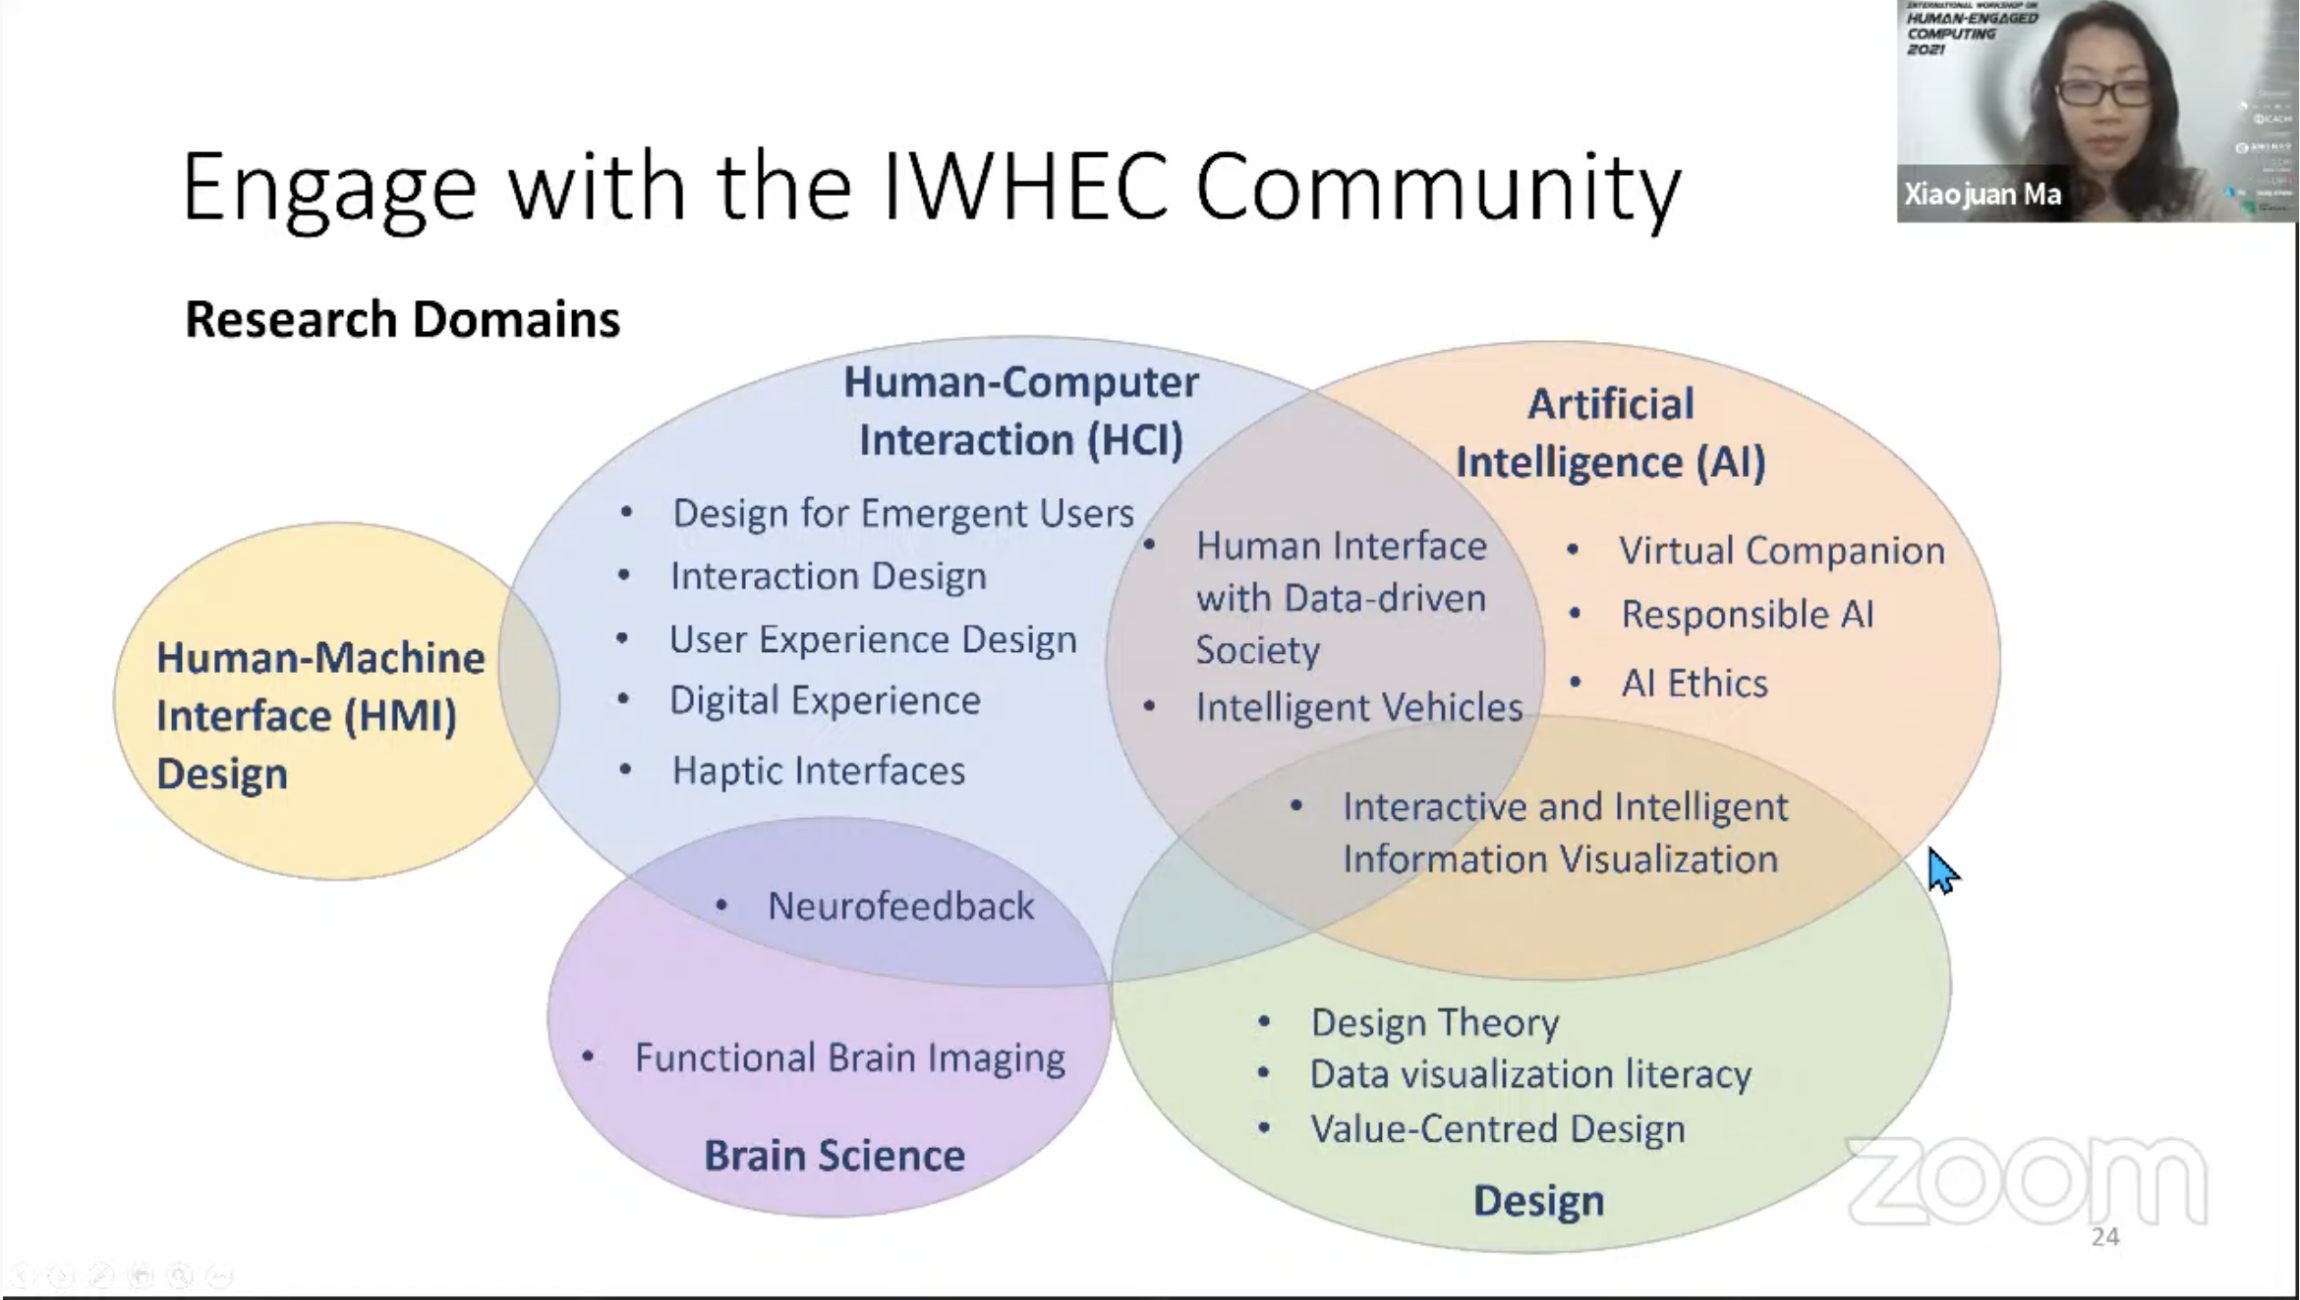 INTERNATIONAL WORKSHOP ON
HUMAN-ENGAGED
COMPUTING
2021
Xiaojuan Ma
Engage with the IWHEC Community
Research Domains
Human-Computer
Interaction (HCI)
• Design for Emergent Users
• Interaction Design
• User Experience Design
• Digital Experience
• Haptic Interfaces
Artificial
Intelligence (AI)
• Virtual Companion
• Responsible AI
• AI Ethics
• Human Interface
with Data-driven
Society
• Intelligent Vehicles
Human-Machine
Interface (HMI)
Design
• Interactive and Intelligent
Information Visualization
• Neurofeedback
• Functional Brain Imaging
Brain Science
• Design Theory
• Data visualization literacy
• Value-Centred Design
Design
zoom
24